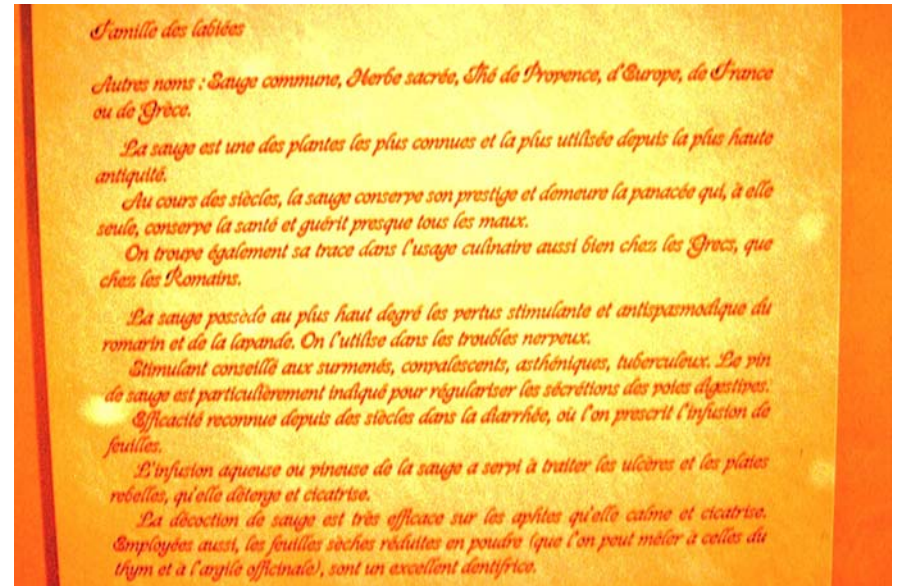 Famille des labiées
Autres noms : Sauge commune, Herbe sacrée, Thé de Provence, d'Europe, de France
ou de Grèce.
La sauge est une des plantes les plus connues et la plus utilisée depuis la plus haute
antiquité.
Au cours des siècles, la sauge conserve son prestige et demeure la panacée qui, à elle
seule, conserve la santé et guérit presque tous les maux.
On trouve également sa trace dans l'usage culinaire aussi bien chez les Grecs, que
chez les Romains.
La sauge possède au plus haut degré les vertus stimulante et antispasmodique du
romarin et de la lavande. On l'utilise dans les troubles nerveux.
Stimulant conseillé aux surmenés, convalescents, asthéniques, tuberculeux. Le vin
de sauge est particulièrement indiqué pour régulariser les sécrétions des voies digestives.
Efficacité reconnue depuis des siècles dans la diarrhée, où l'on prescrit l'infusion de
feuilles.
L'infusion aqueuse ou vineuse de la sauge a servi à traiter les ulcères et les plaies
rebelles, qu'elle déterge et cicatrise.
La décoction de sauge est très efficace sur les aphtes qu'elle calme et cicatrise.
Employées aussi, les feuilles sèches réduites en poudre (que l'on peut mêler à celles du
thym et à l'argile officinale), sont un excellent dentifrice.